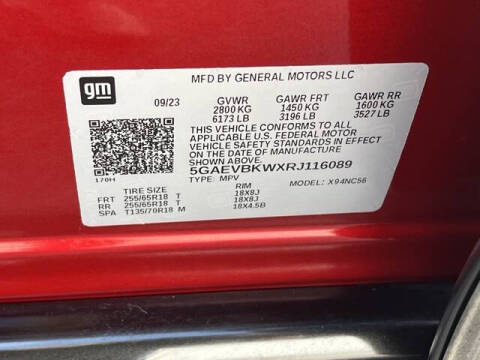 gm
MFD BY GENERAL MOTORS LLC
09/23 GVWR GAWR FRT GAWR RR
2800 KG 1450 KG 1600 KG
6173 LB 3196 LB 3527 LB
THIS VEHICLE CONFORMS TO ALL
APPLICABLE U.S. FEDERAL MOTOR
VEHICLE SAFETY STANDARDS IN EFFECT
ON THE DATE OF MANUFACTURE SHOWN ABOVE.
5GAEVBKWXRJ116089
170H TYPE: MPV MODEL: X94NC56
TIRE SIZE RIM
FRT 255/65R18 T 18X8J
RR 255/65R18 T 18X8J
SPA T135/70R18 M 18X4.5B